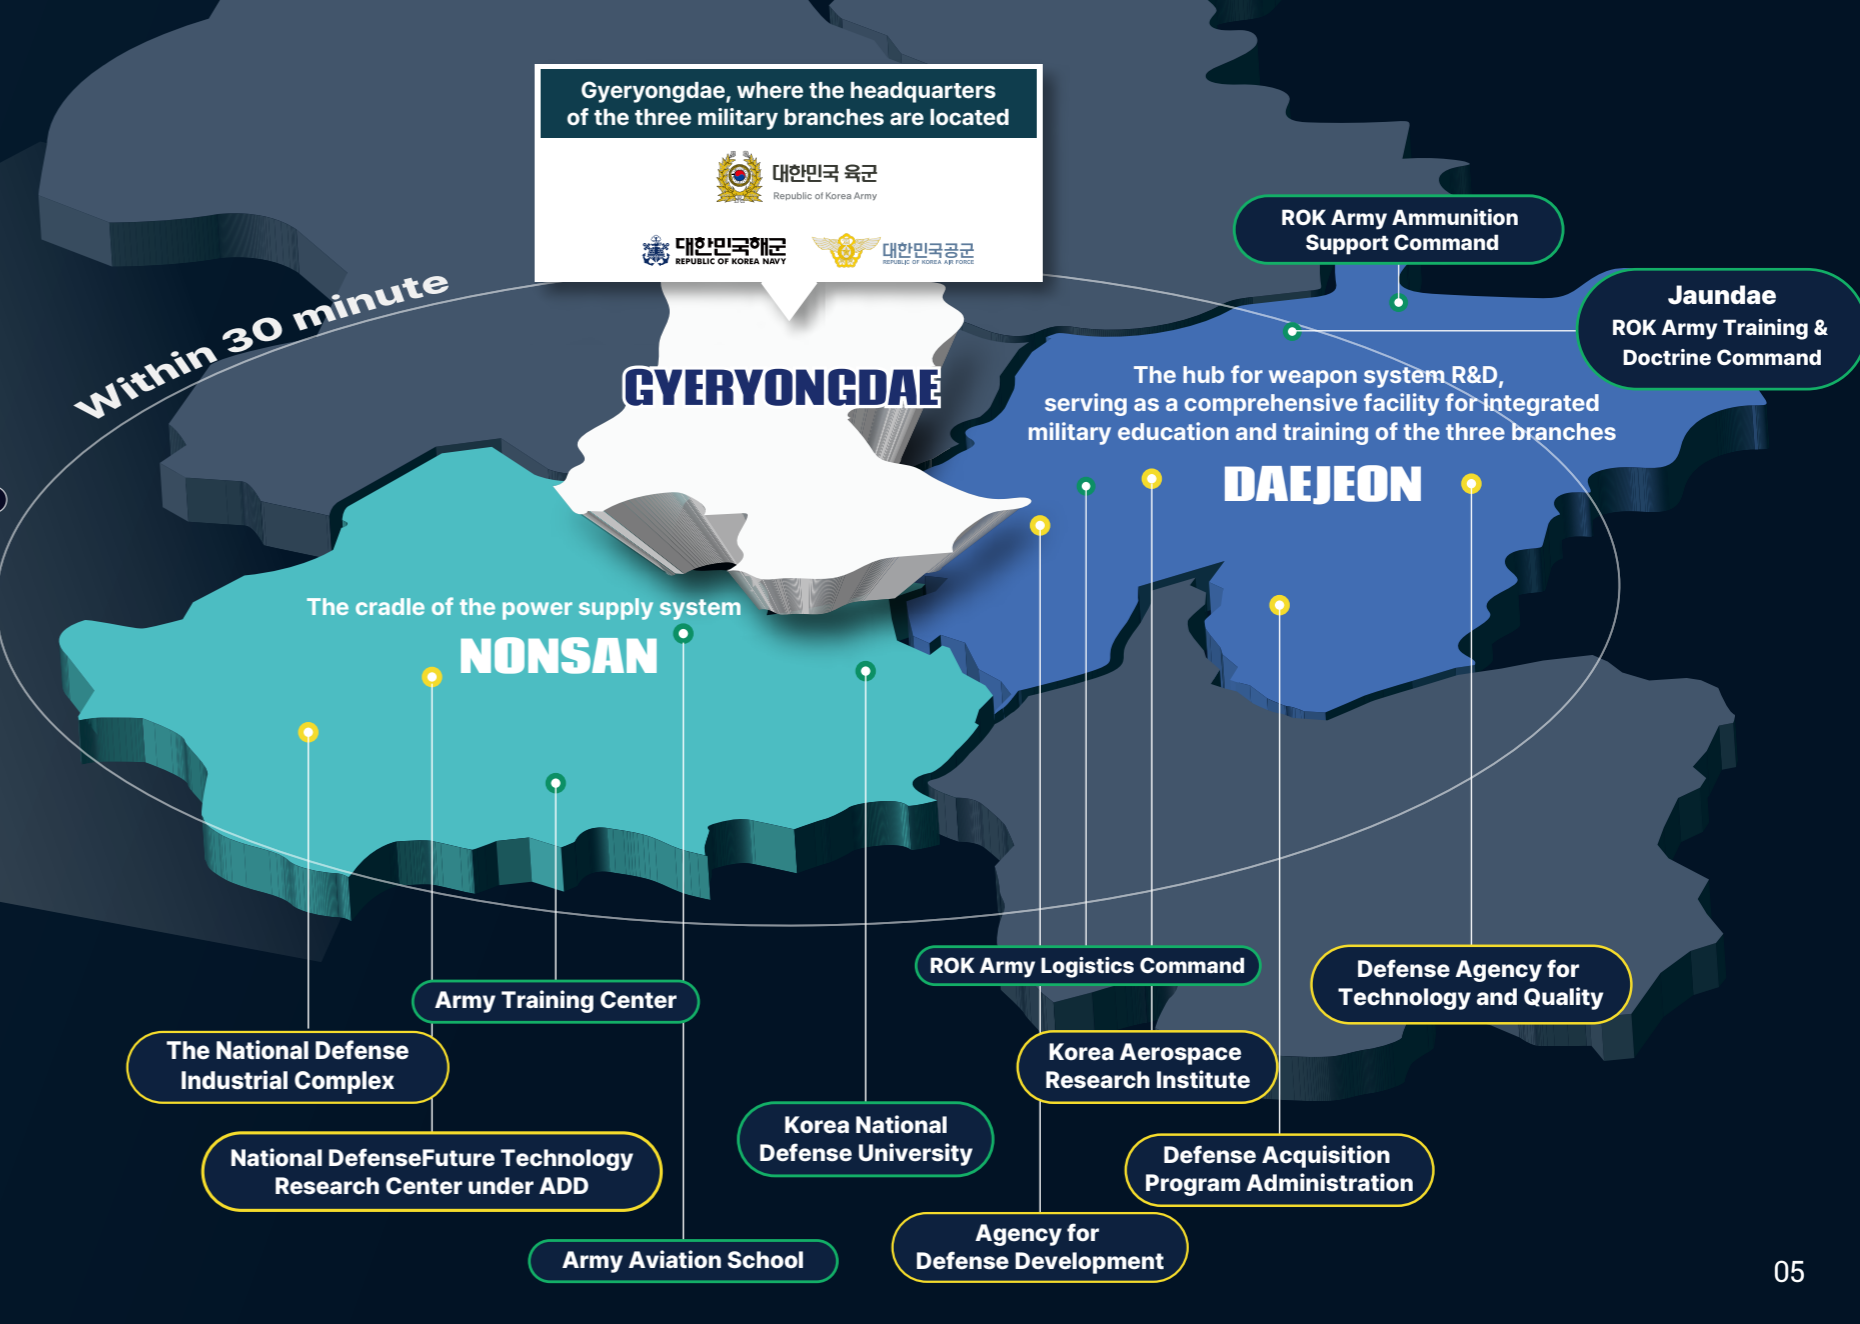 Gyeryongdae, where the headquarters
of the three military branches are located
대한민국 육군
Republic of Korea Army
대한민국해군
REPUBLIC OF KOREA NAVY
대한민국공군
REPUBLIC OF KOREA AIR FORCE
Within 30 minute
GYERYONGDAE
ROK Army Ammunition
Support Command
Jaundae
ROK Army Training &
Doctrine Command
The hub for weapon system R&D,
serving as a comprehensive facility for integrated
military education and training of the three branches
DAEJEON
The cradle of the power supply system
NONSAN
ROK Army Logistics Command
Defense Agency for
Technology and Quality
Army Training Center
The National Defense
Industrial Complex
Korea Aerospace
Research Institute
Korea National
Defense University
National DefenseFuture Technology
Research Center under ADD
Defense Acquisition
Program Administration
Agency for
Defense Development
Army Aviation School
05